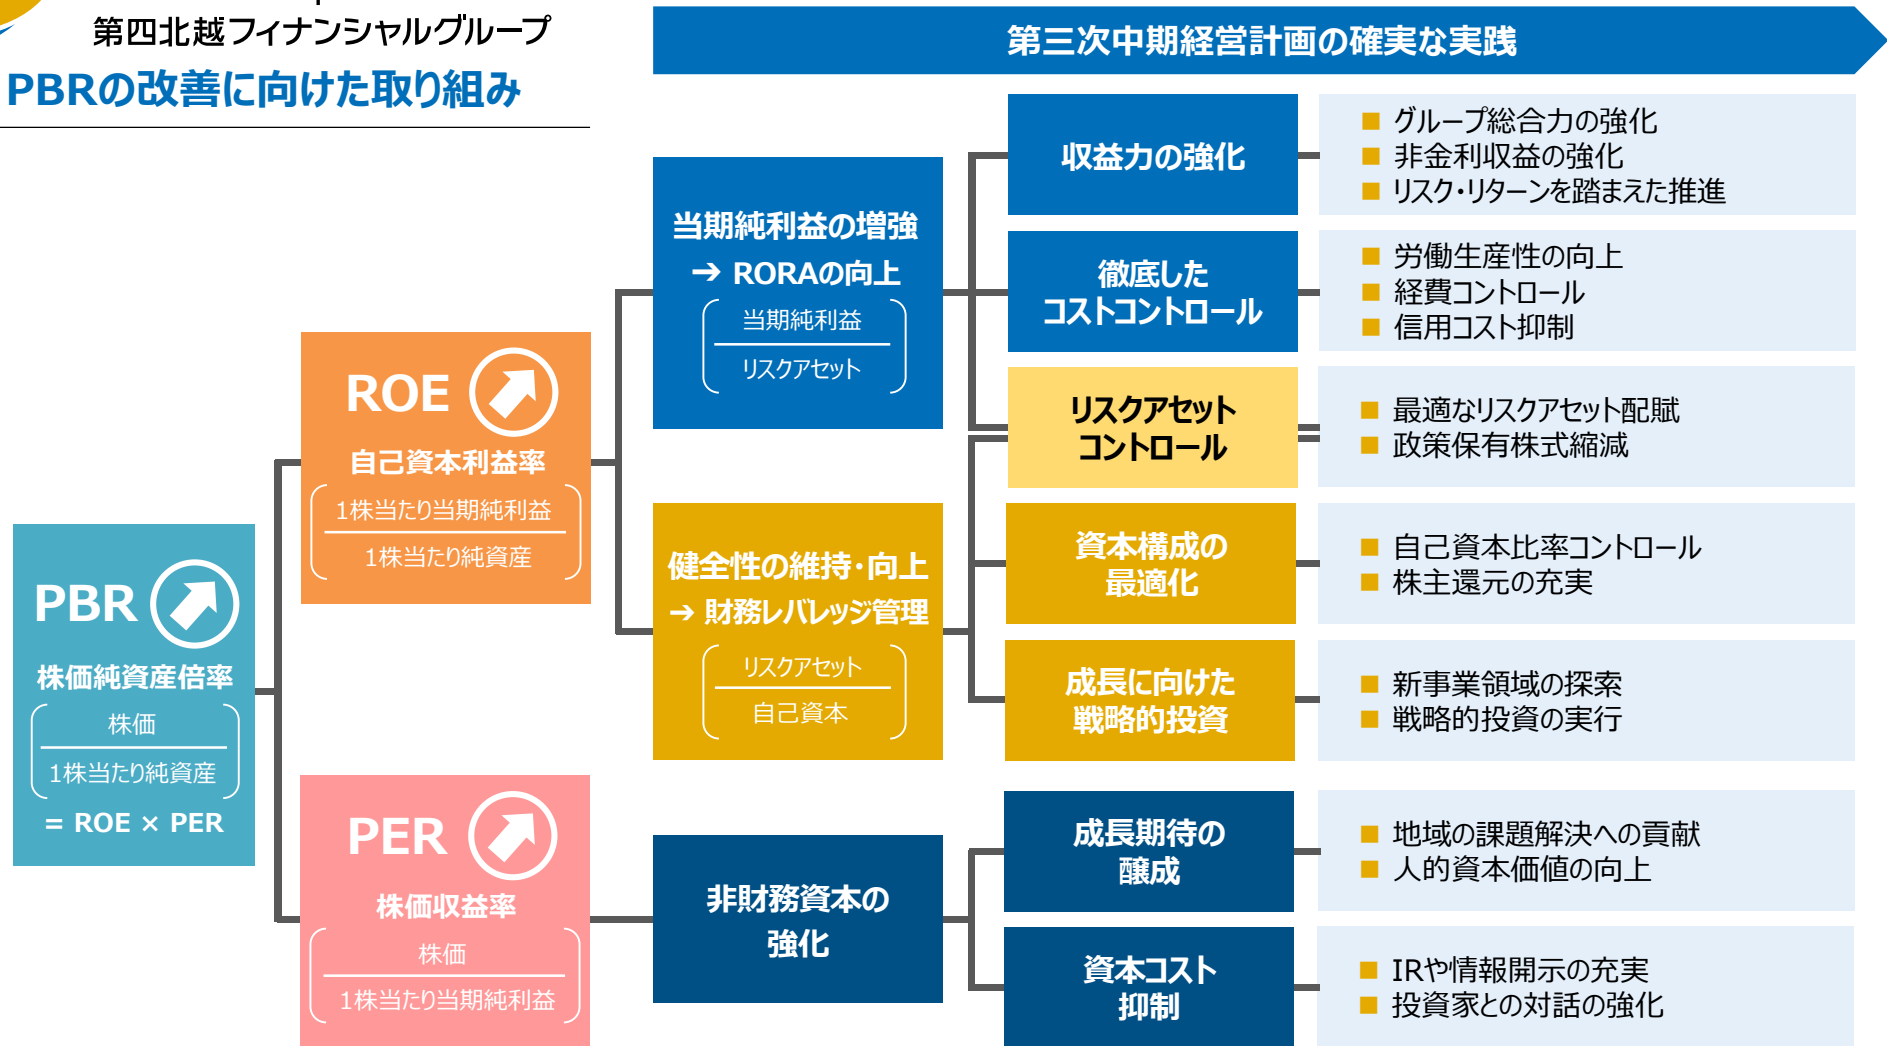 第四北越フィナンシャルグループ
PBRの改善に向けた取り組み
第三次中期経営計画の確実な実践
PBR
株価純資産倍率
株価
1株当たり純資産
= ROE × PER
ROE
自己資本利益率
1株当たり当期純利益
1株当たり純資産
PER
株価収益率
株価
1株当たり当期純利益
当期純利益の増強
➔ RORAの向上
当期純利益
リスクアセット
健全性の維持・向上
➔ 財務レバレッジ管理
リスクアセット
自己資本
非財務資本の
強化
収益力の強化
■ グループ総合力の強化
■ 非金利収益の強化
■ リスク・リターンを踏まえた推進
徹底した
コストコントロール
■ 労働生産性の向上
■ 経費コントロール
■ 信用コスト抑制
リスクアセット
コントロール
■ 最適なリスクアセット配賦
■ 政策保有株式縮減
資本構成の
最適化
■ 自己資本比率コントロール
■ 株主還元の充実
成長に向けた
戦略的投資
■ 新事業領域の探索
■ 戦略的投資の実行
成長期待の
醸成
■ 地域の課題解決への貢献
■ 人的資本価値の向上
資本コスト
抑制
■ IRや情報開示の充実
■ 投資家との対話の強化